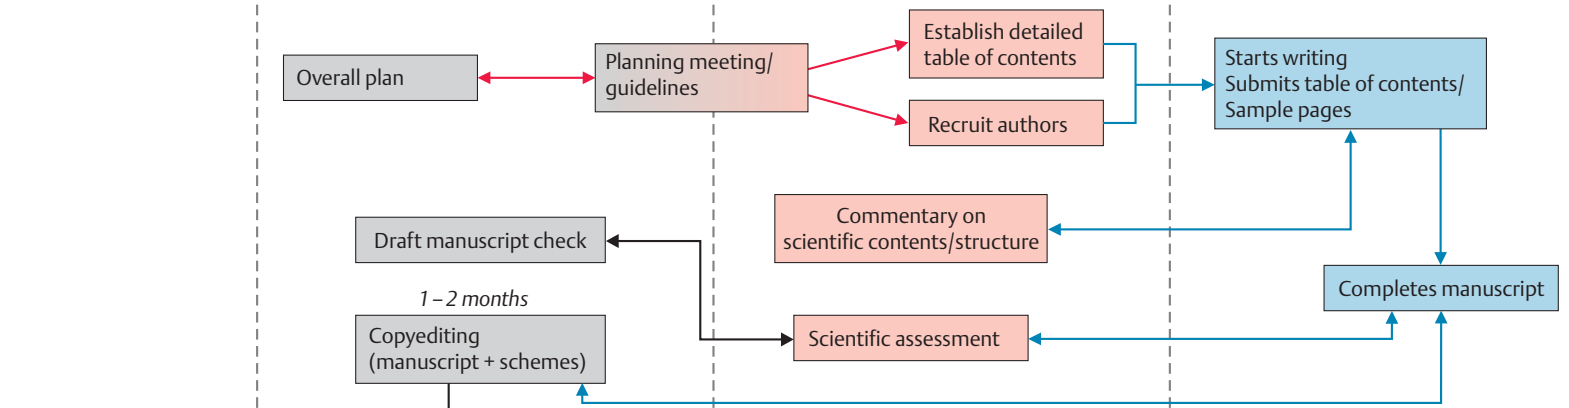 Overall plan
Planning meeting/
guidelines
Establish detailed
table of contents
Recruit authors
Starts writing
Submits table of contents/
Sample pages
Draft manuscript check
Commentary on
scientific contents/structure
Completes manuscript
1 – 2 months
Copyediting
(manuscript + schemes)
Scientific assessment